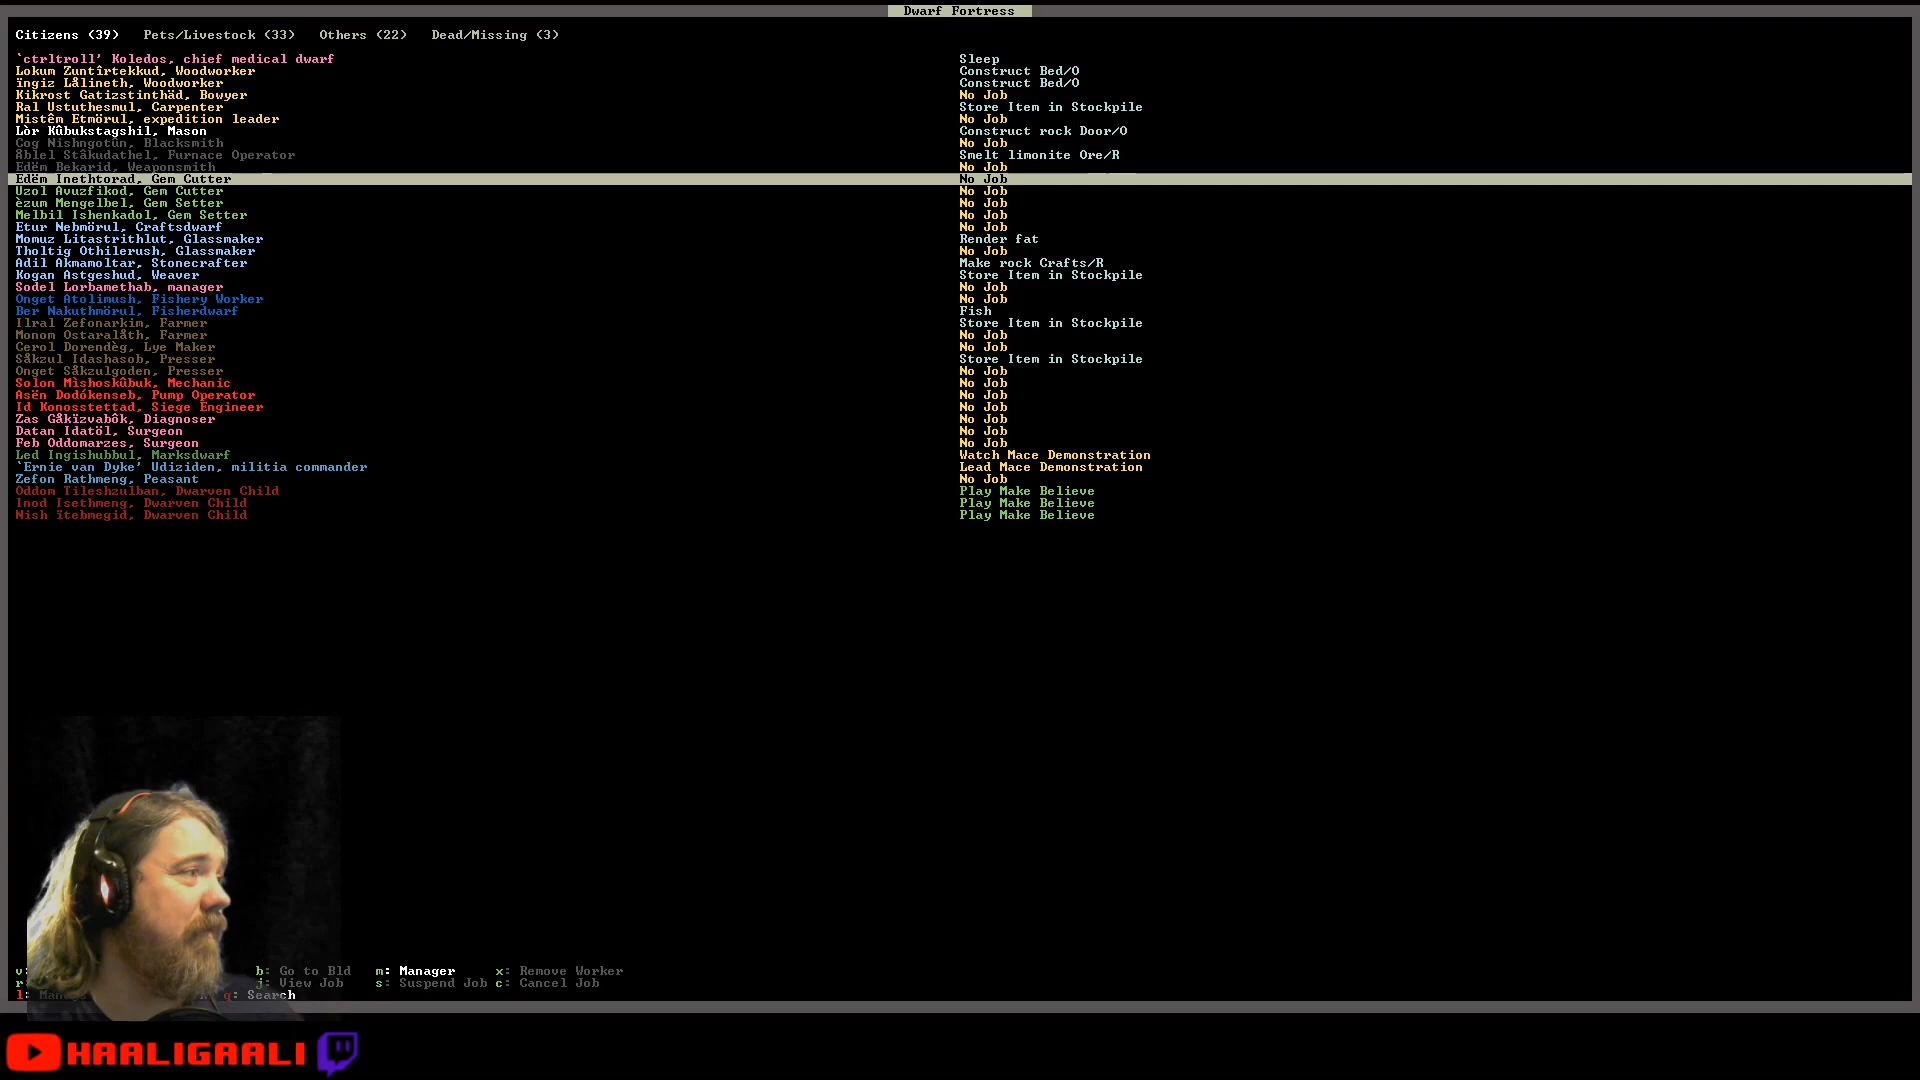 Dwarf Fortress
Citizens (39) Pets/Livestock (33) Others (22) Dead/Missing (3)
`ctrltroll' Koledos, chief medical dwarf Sleep
Lokum Zuntîrtekkud, Woodworker Construct Bed/O
ïngiz Lålineth, Woodworker Construct Bed/O
Kikrost Gatizstinthäd, Bowyer No Job
Ral Ustuthesmul, Carpenter Store Item in Stockpile
Mistêm Etmörul, expedition leader No Job
Lòr Kûbukstagshil, Mason Construct rock Door/O
Cog Nishngotûn, Blacksmith No Job
Åblel Stâkudathel, Furnace Operator Smelt limonite Ore/R
Edëm Bekarid, Weaponsmith No Job
Edëm Inethtorad, Gem Cutter No Job
Uzol Avuzfikod, Gem Cutter No Job
èzum Mengelbel, Gem Setter No Job
Melbil Ishenkadol, Gem Setter No Job
Etur Nebmörul, Craftsdwarf No Job
Momuz Litastrithlut, Glassmaker Render fat
Tholtig Othilerush, Glassmaker No Job
Adil Akmamoltar, Stonecrafter Make rock Crafts/R
Kogan Astgeshud, Weaver Store Item in Stockpile
Sodel Lorbamethab, manager No Job
Onget Atolimush, Fishery Worker No Job
Ber Nakuthmörul, Fisherdwarf Fish
Ilral Zefonarkim, Farmer Store Item in Stockpile
Monom Ostaralåth, Farmer No Job
Cerol Dorendèg, Lye Maker No Job
Såkzul Idashasob, Presser Store Item in Stockpile
Onget Såkzulgoden, Presser No Job
Solon Mìshoskûbuk, Mechanic No Job
Asën Dodókenseb, Pump Operator No Job
Id Konosstettad, Siege Engineer No Job
Zas Gåkïzvabôk, Diagnoser No Job
Datan Idatöl, Surgeon No Job
Feb Oddomarzes, Surgeon No Job
Led Ingishubbul, Marksdwarf Watch Mace Demonstration
`Ernie van Dyke' Udiziden, militia commander Lead Mace Demonstration
Zefon Rathmeng, Peasant No Job
Oddom Tileshzulban, Dwarven Child Play Make Believe
Inod Isethmeng, Dwarven Child Play Make Believe
Nish ïtebmegid, Dwarven Child Play Make Believe
v: b: Go to Bld m: Manager x: Remove Worker
r j: View Job s: Suspend Job c: Cancel Job
l: q: Search
HAALIGAALI